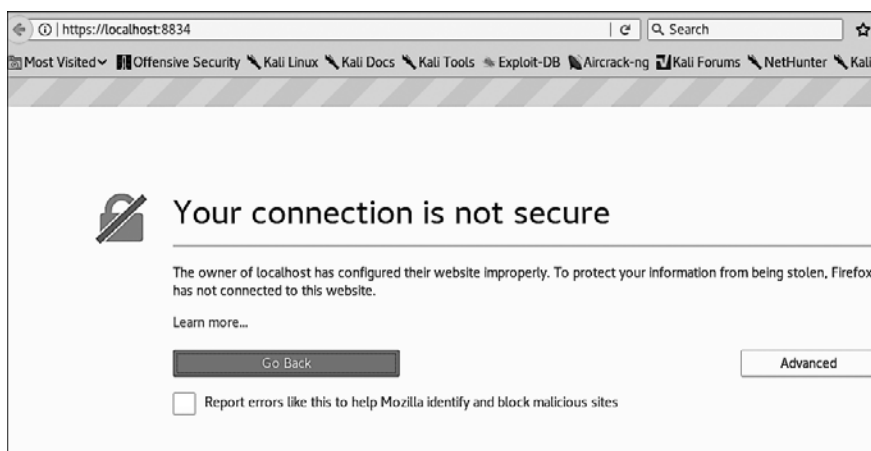 https://localhost:8834
Search
Most Visited Offensive Security Kali Linux Kali Docs Kali Tools Exploit-DB Aircrack-ng Kali Forums NetHunter Kali
Your connection is not secure
The owner of localhost has configured their website improperly. To protect your information from being stolen, Firefox
has not connected to this website.
Learn more...
Go Back
Advanced
Report errors like this to help Mozilla identify and block malicious sites